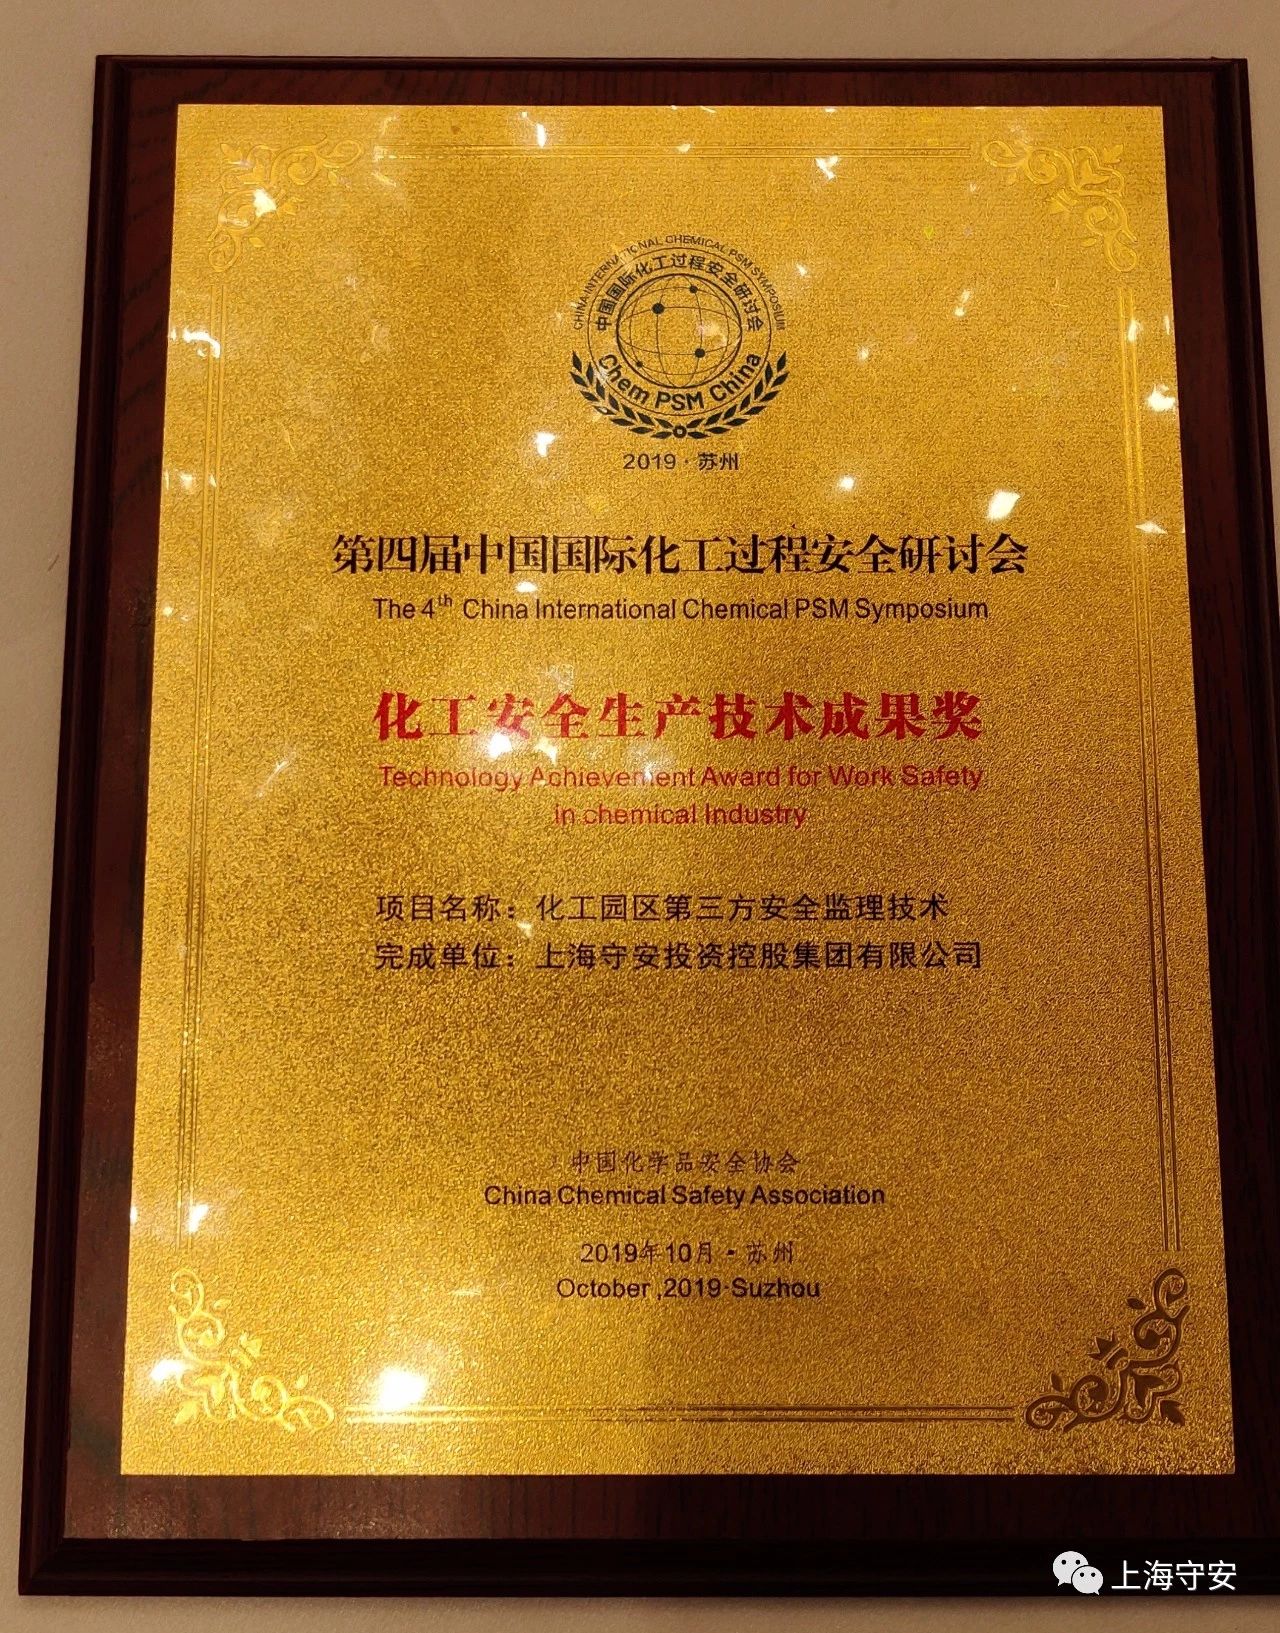 CHINA INTERNATIONAL CHEMICAL PSM SYMPOSIUM
中国国际化工过程安全研讨会
Chem PSM China
2019·苏州
第四届中国国际化工过程安全研讨会
The 4th China International Chemical PSM Symposium
化工安全生产技术成果奖
Technology Achievement Award for Work Safety
in chemical Industry
项目名称：化工园区第三方安全监理技术
完成单位：上海守安投资控股集团有限公司
中国化学品安全协会
China Chemical Safety Association
2019年10月·苏州
October ,2019·Suzhou
上海守安